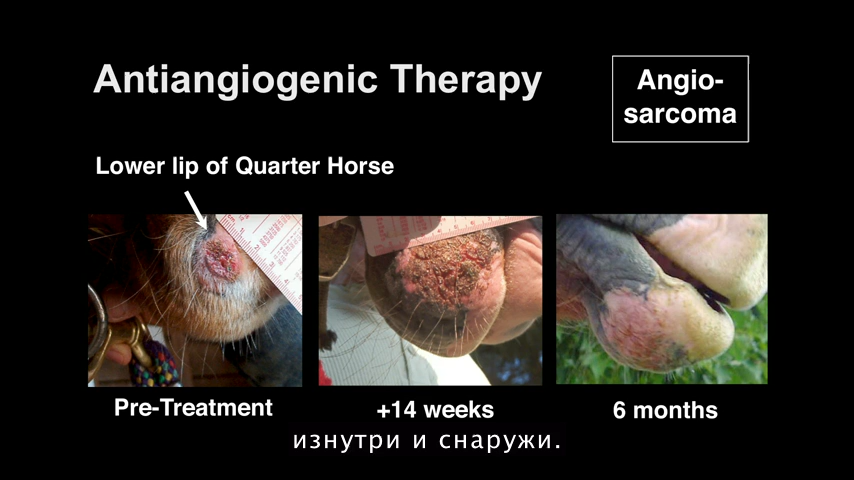 Antiangiogenic Therapy
Angio-
sarcoma
Lower lip of Quarter Horse
Pre-Treatment
+14 weeks
6 months
изнутри и снаружи.